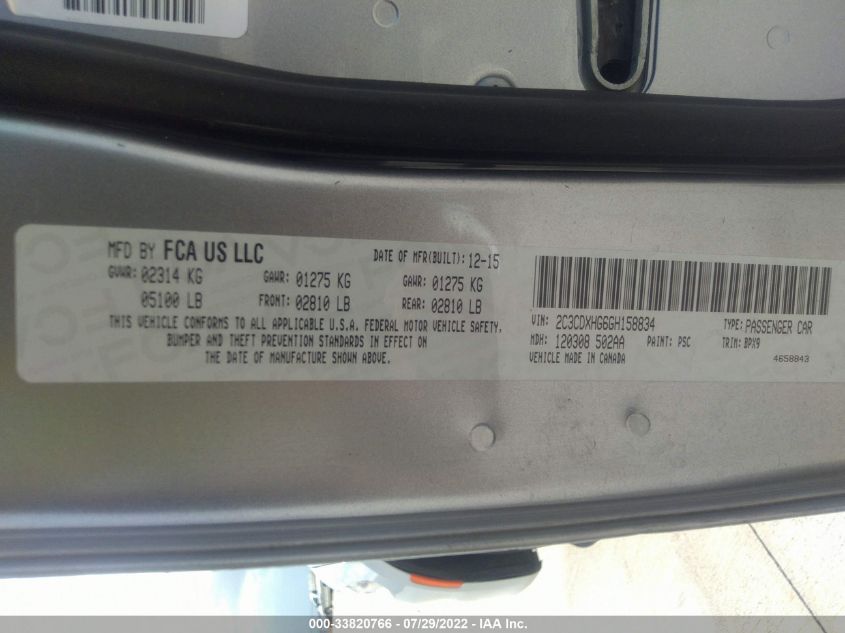 MFD BY FCA US LLC
DATE OF MFR(BUILT): 12-15
GVWR: 02314 KG GAWR: 01275 KG GAWR: 01275 KG
05100 LB FRONT: 02810 LB REAR: 02810 LB
THIS VEHICLE CONFORMS TO ALL APPLICABLE U.S.A. FEDERAL MOTOR VEHICLE SAFETY,
BUMPER AND THEFT PREVENTION STANDARDS IN EFFECT ON
THE DATE OF MANUFACTURE SHOWN ABOVE.
VIN: 2C3CDXHG6GH158834 TYPE: PASSENGER CAR
MDH: 120308 502AA PAINT: PSC TRIM: BPX9
VEHICLE MADE IN CANADA 4658843
000-33820766 - 07/29/2022 - IAA Inc.